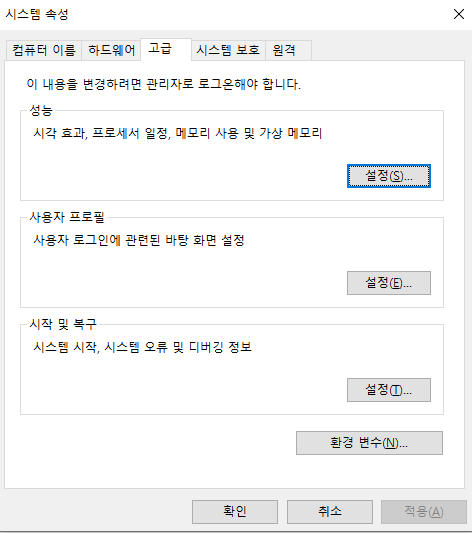 시스템 속성
컴퓨터 이름 하드웨어 고급 시스템 보호 원격
이 내용을 변경하려면 관리자로 로그온해야 합니다.
성능
시각 효과, 프로세서 일정, 메모리 사용 및 가상 메모리
설정(S)...
사용자 프로필
사용자 로그인에 관련된 바탕 화면 설정
설정(E)...
시작 및 복구
시스템 시작, 시스템 오류 및 디버깅 정보
설정(T)...
환경 변수(N)...
확인 취소 적용(A)